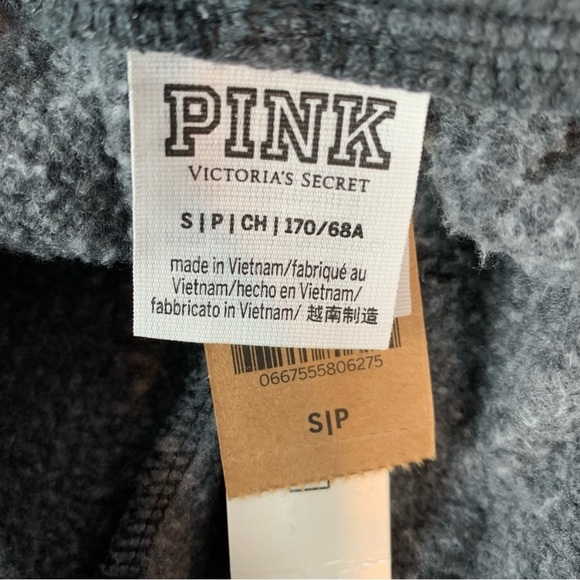 PINK
VICTORIA'S SECRET
S|P|CH|170/68A
made in Vietnam/fabriqué au
Vietnam/hecho en Vietnam/
fabbricato in Vietnam/ 越南制造
0667555806275
S|P